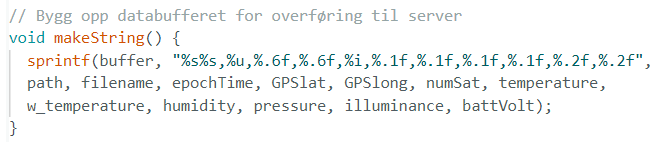 // Bygg opp databufferet for overføring til server
void makeString() {
sprintf(buffer, "%s%s,%u,%.6f,%.6f,%i,%.1f,%.1f,%.1f,%.1f,%.2f,%.2f",
path, filename, epochTime, GPSlat, GPSlong, numSat, temperature,
w_temperature, humidity, pressure, illuminance, battVolt);
}